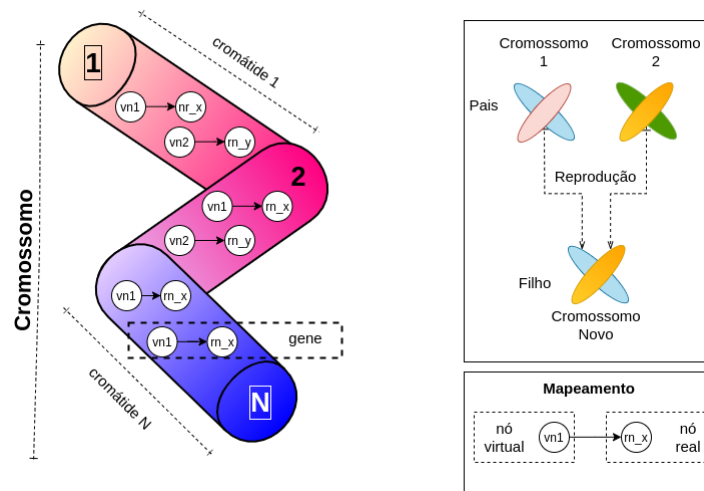 Cromossomo
cromátide 1
1
vn1
nr_x
vn2
rn_y
2
vn1
rn_x
vn2
rn_y
vn1
rn_x
vn1
rn_x
gene
cromátide N
N
Cromossomo
1
Cromossomo
2
Pais
Reprodução
Filho
Cromossomo
Novo
Mapeamento
nó
virtual
vn1
rn_x
nó
real